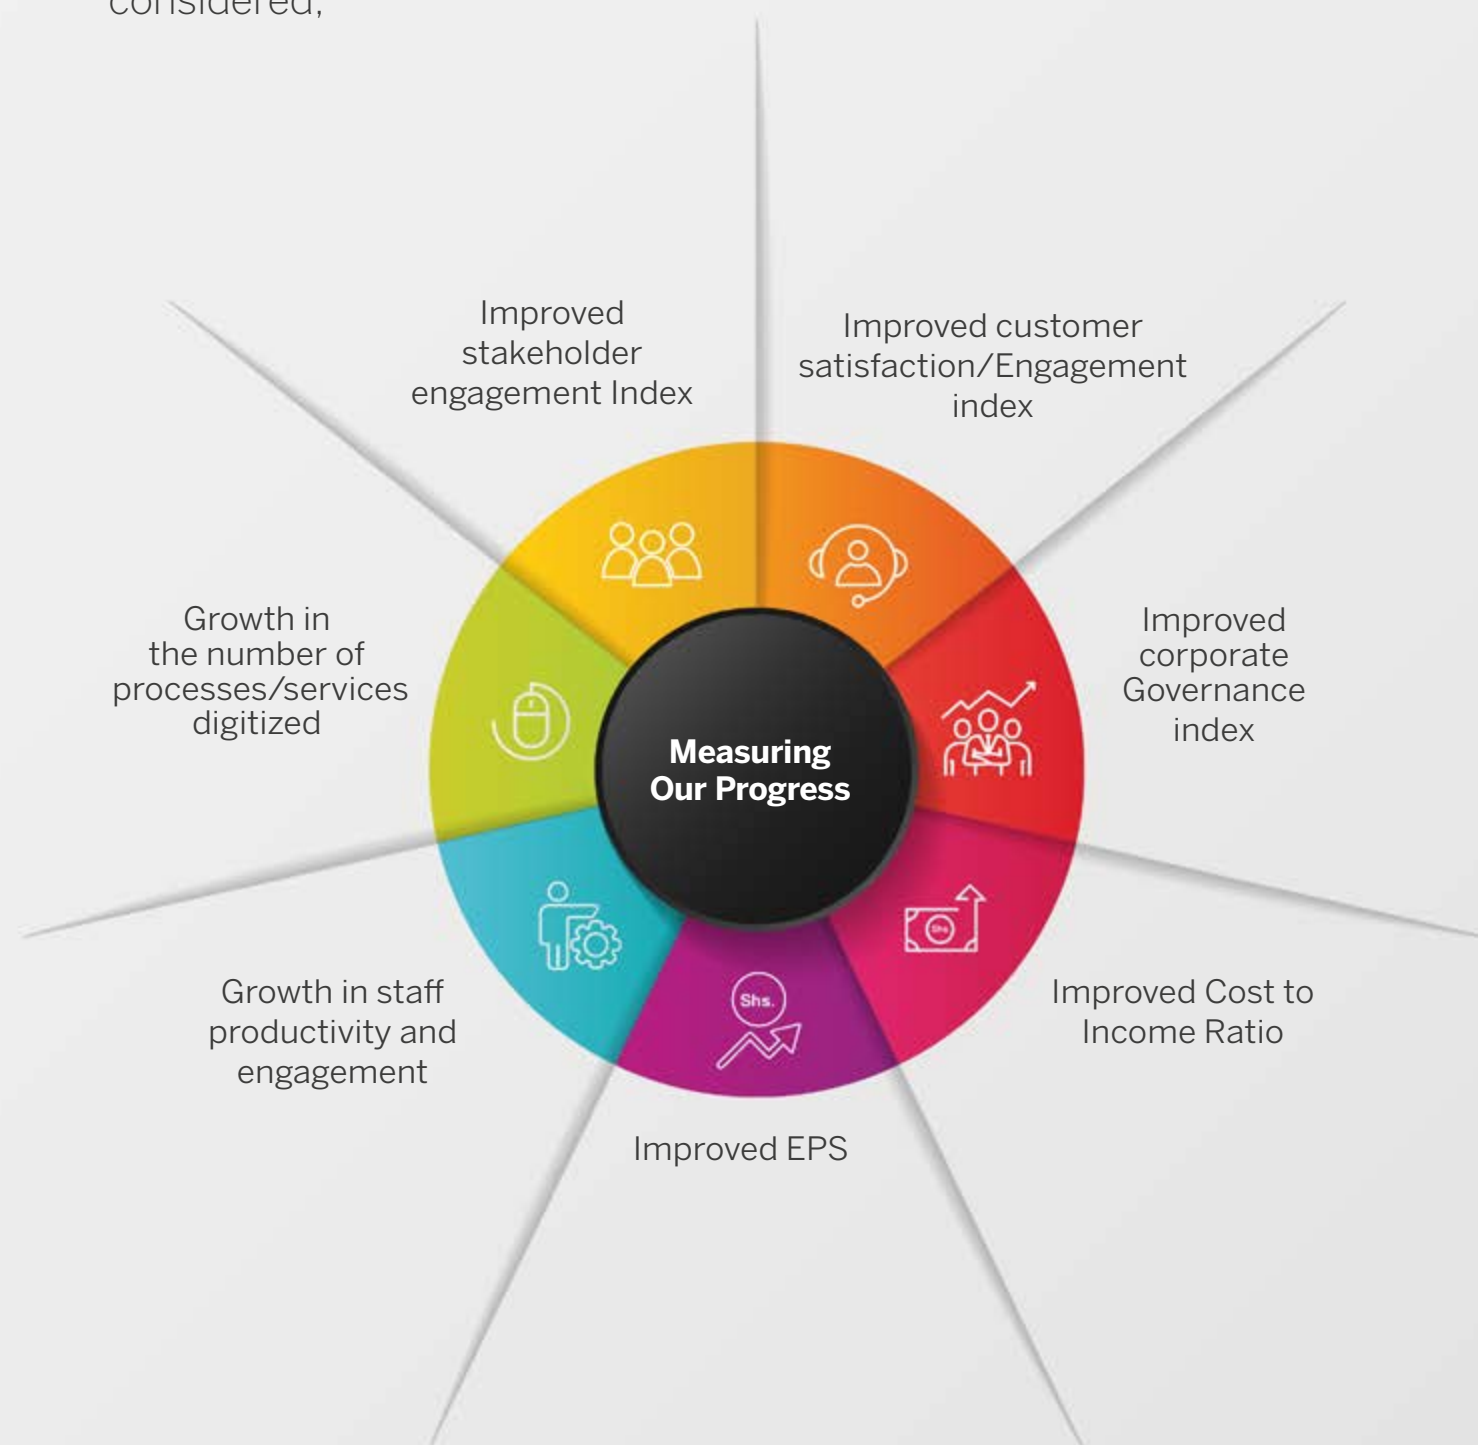 considered,
Improved
stakeholder
engagement Index
Improved customer
satisfaction/Engagement
index
Growth in
the number of
processes/services
digitized
Improved
corporate
Governance
index
Measuring
Our Progress
Shs
Growth in staff
productivity and
engagement
Shs.
Improved Cost to
Income Ratio
Improved EPS